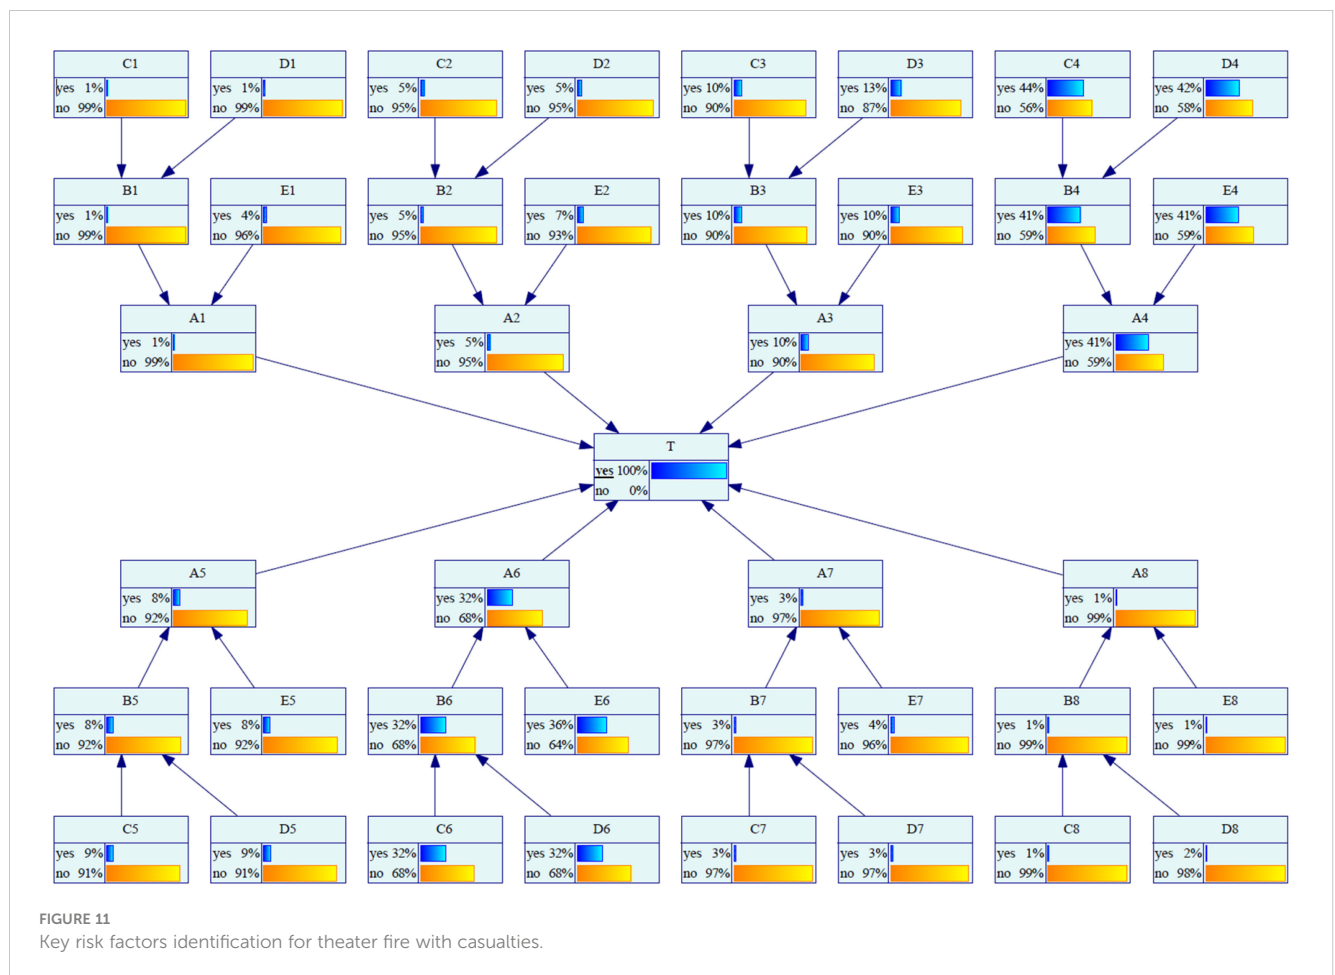 C1 D1 C2 D2 C3 D3 C4 D4
yes 1% yes 1% yes 5% yes 5% yes 10% yes 13% yes 44% yes 42%
no 99% no 99% no 95% no 95% no 90% no 87% no 56% no 58%
B1 E1 B2 E2 B3 E3 B4 E4
yes 1% yes 4% yes 5% yes 7% yes 10% yes 10% yes 41% yes 41%
no 99% no 96% no 95% no 93% no 90% no 90% no 59% no 59%
A1 A2 A3 A4
yes 1% yes 5% yes 10% yes 41%
no 99% no 95% no 90% no 59%
T
yes 100%
no 0%
A5 A6 A7 A8
yes 8% yes 32% yes 3% yes 1%
no 92% no 68% no 97% no 99%
B5 E5 B6 E6 B7 E7 B8 E8
yes 8% yes 8% yes 32% yes 36% yes 3% yes 4% yes 1% yes 1%
no 92% no 92% no 68% no 64% no 97% no 96% no 99% no 99%
C5 D5 C6 D6 C7 D7 C8 D8
yes 9% yes 9% yes 32% yes 32% yes 3% yes 3% yes 1% yes 2%
no 91% no 91% no 68% no 68% no 97% no 97% no 99% no 98%
FIGURE 11
Key risk factors identification for theater fire with casualties.